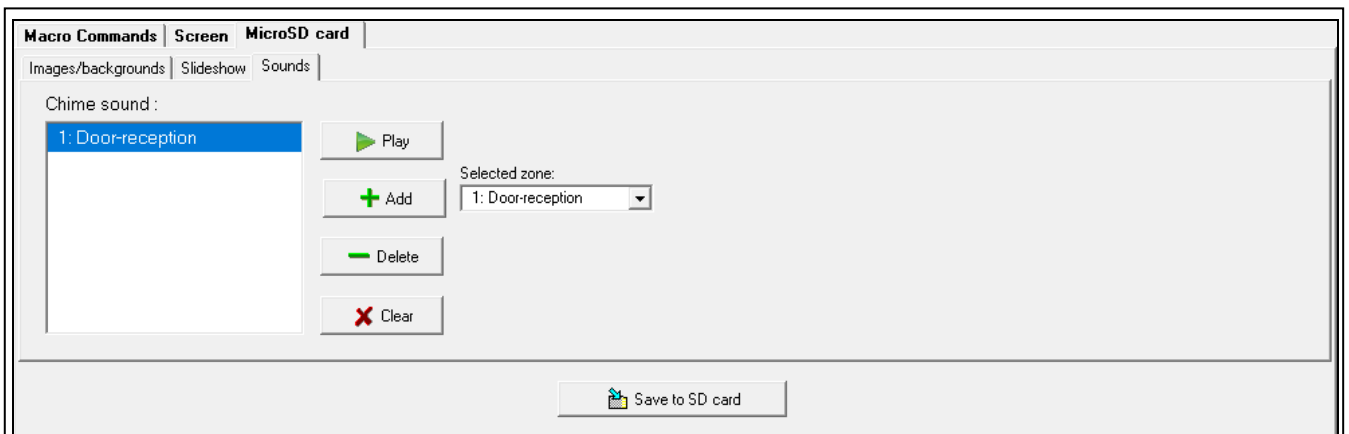 Macro Commands Screen MicroSD card
Images/backgrounds Slideshow Sounds
Chime sound :
1: Door-reception
Play
Selected zone:
Add
1: Door-reception
Delete
Clear
Save to SD card